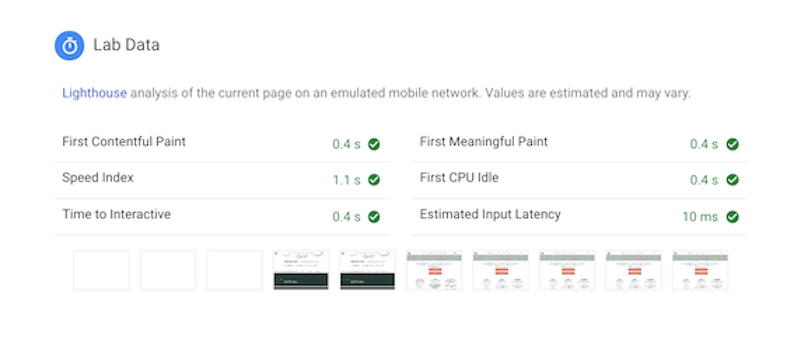 Lab Data
Lighthouse analysis of the current page on an emulated mobile network. Values are estimated and may vary.
First Contentful Paint 0.4 s
First Meaningful Paint 0.4 s
Speed Index 1.1 s
First CPU Idle 0.4 s
Time to Interactive 0.4 s
Estimated Input Latency 10 ms